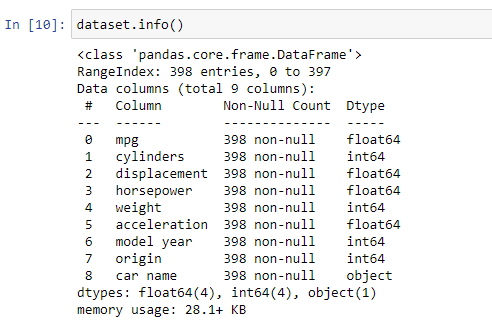 In [10]: dataset.info()
<class 'pandas.core.frame.DataFrame'>
RangeIndex: 398 entries, 0 to 397
Data columns (total 9 columns):
 #   Column        Non-Null Count  Dtype
---  ------        --------------  -----
 0   mpg           398 non-null    float64
 1   cylinders     398 non-null    int64
 2   displacement  398 non-null    float64
 3   horsepower    398 non-null    float64
 4   weight        398 non-null    int64
 5   acceleration  398 non-null    float64
 6   model year    398 non-null    int64
 7   origin        398 non-null    int64
 8   car name      398 non-null    object
dtypes: float64(4), int64(4), object(1)
memory usage: 28.1+ KB